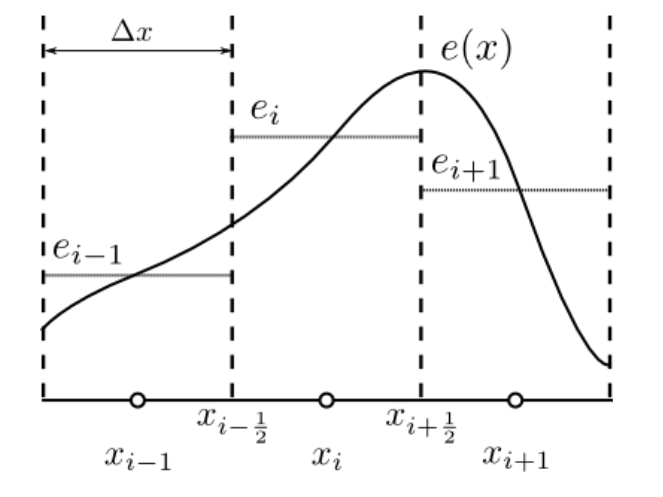 Δx
e(x)
e_i
e_{i+1}
e_{i−1}
x_{i−1/2} x_{i+1/2}
x_{i−1} x_i x_{i+1}